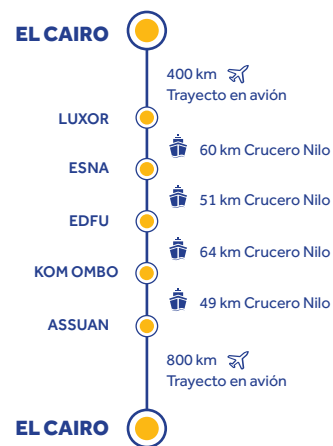 EL CAIRO
400 km
Trayecto en avión
LUXOR
60 km Crucero Nilo
ESNA
51 km Crucero Nilo
EDFU
64 km Crucero Nilo
KOM OMBO
49 km Crucero Nilo
ASSUAN
800 km
Trayecto en avión
EL CAIRO